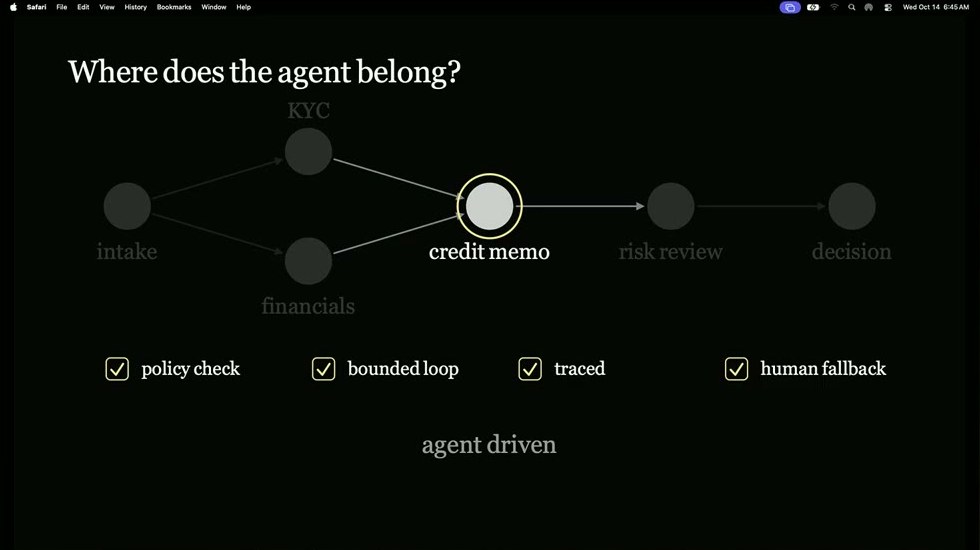 Safari File Edit View History Bookmarks Window Help Wed Oct 14 6:45 AM
Where does the agent belong?
KYC
intake
credit memo
risk review
decision
financials
policy check
bounded loop
traced
human fallback
agent driven